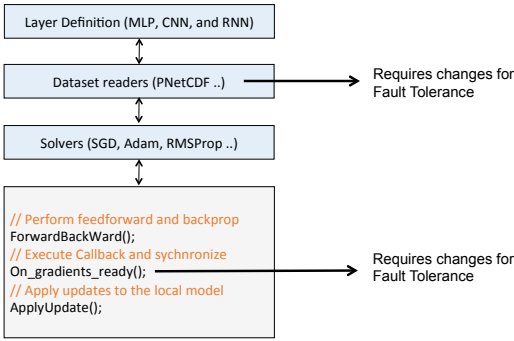 Layer Definition (MLP, CNN, and RNN)
Dataset readers (PNetCDF ..)
Requires changes for
Fault Tolerance
Solvers (SGD, Adam, RMSProp ..)
// Perform feedforward and backprop
ForwardBackWard();
// Execute Callback and sychnronize
On_gradients_ready();
Requires changes for
Fault Tolerance
// Apply updates to the local model
ApplyUpdate();